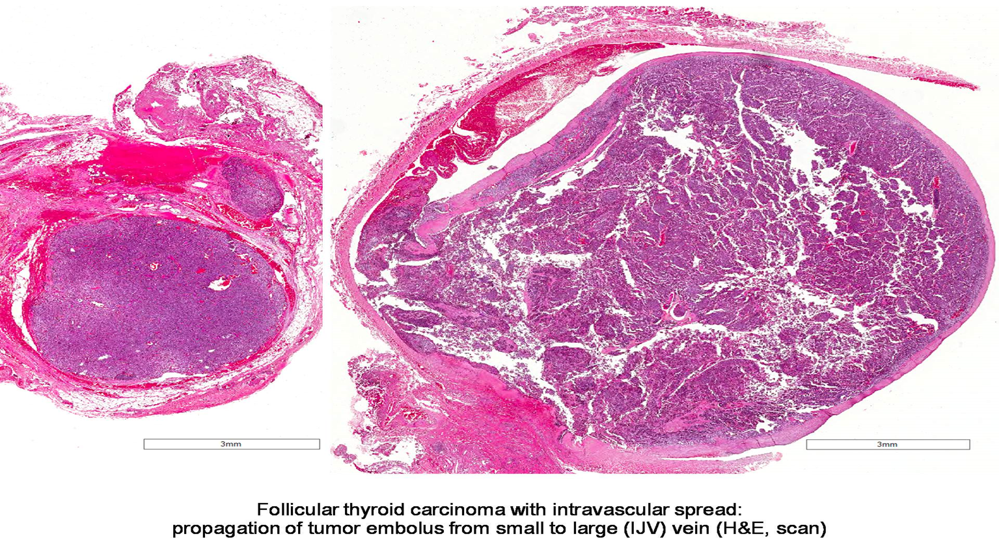 3mm
3mm
Follicular thyroid carcinoma with intravascular spread:
propagation of tumor embolus from small to large (IJV) vein (H&E, scan)